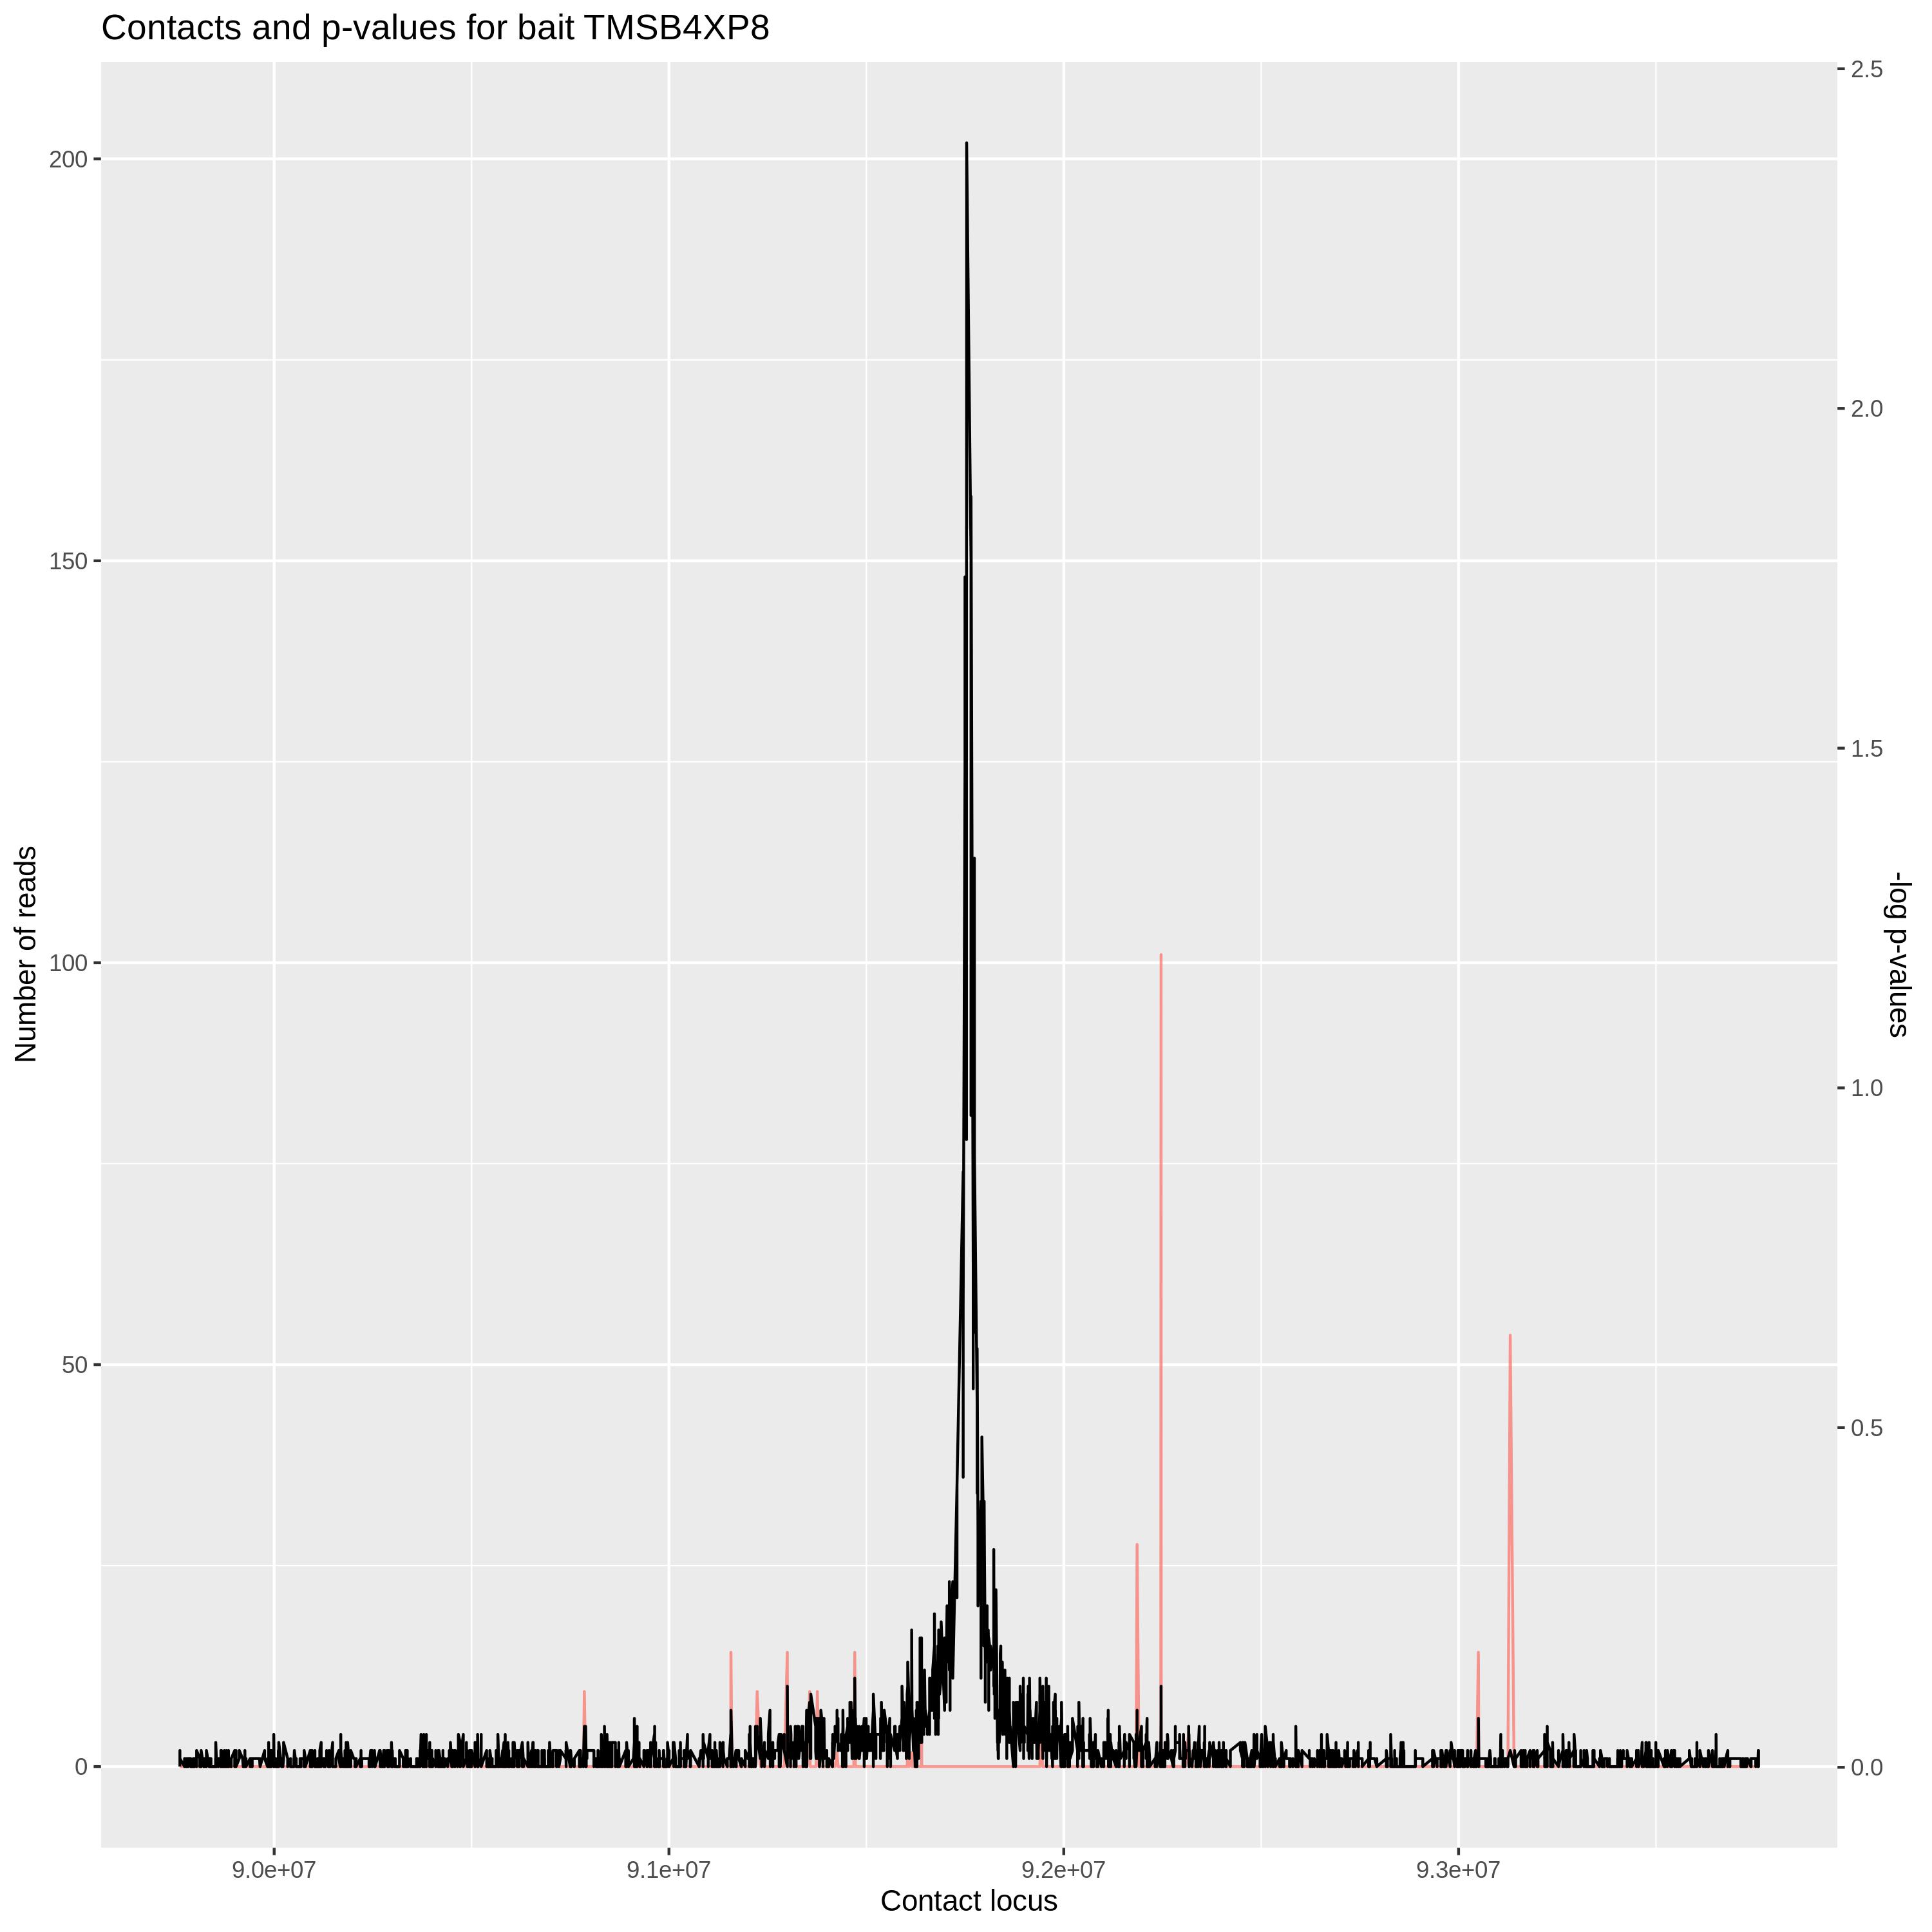 Contacts and p-values for bait TMSB4XP8
2.5
200
2.0
150
1.5
Number of reads
-log p-values
100
1.0
50
0.5
0
0.0
9.0e+07
9.1e+07
9.2e+07
9.3e+07
Contact locus